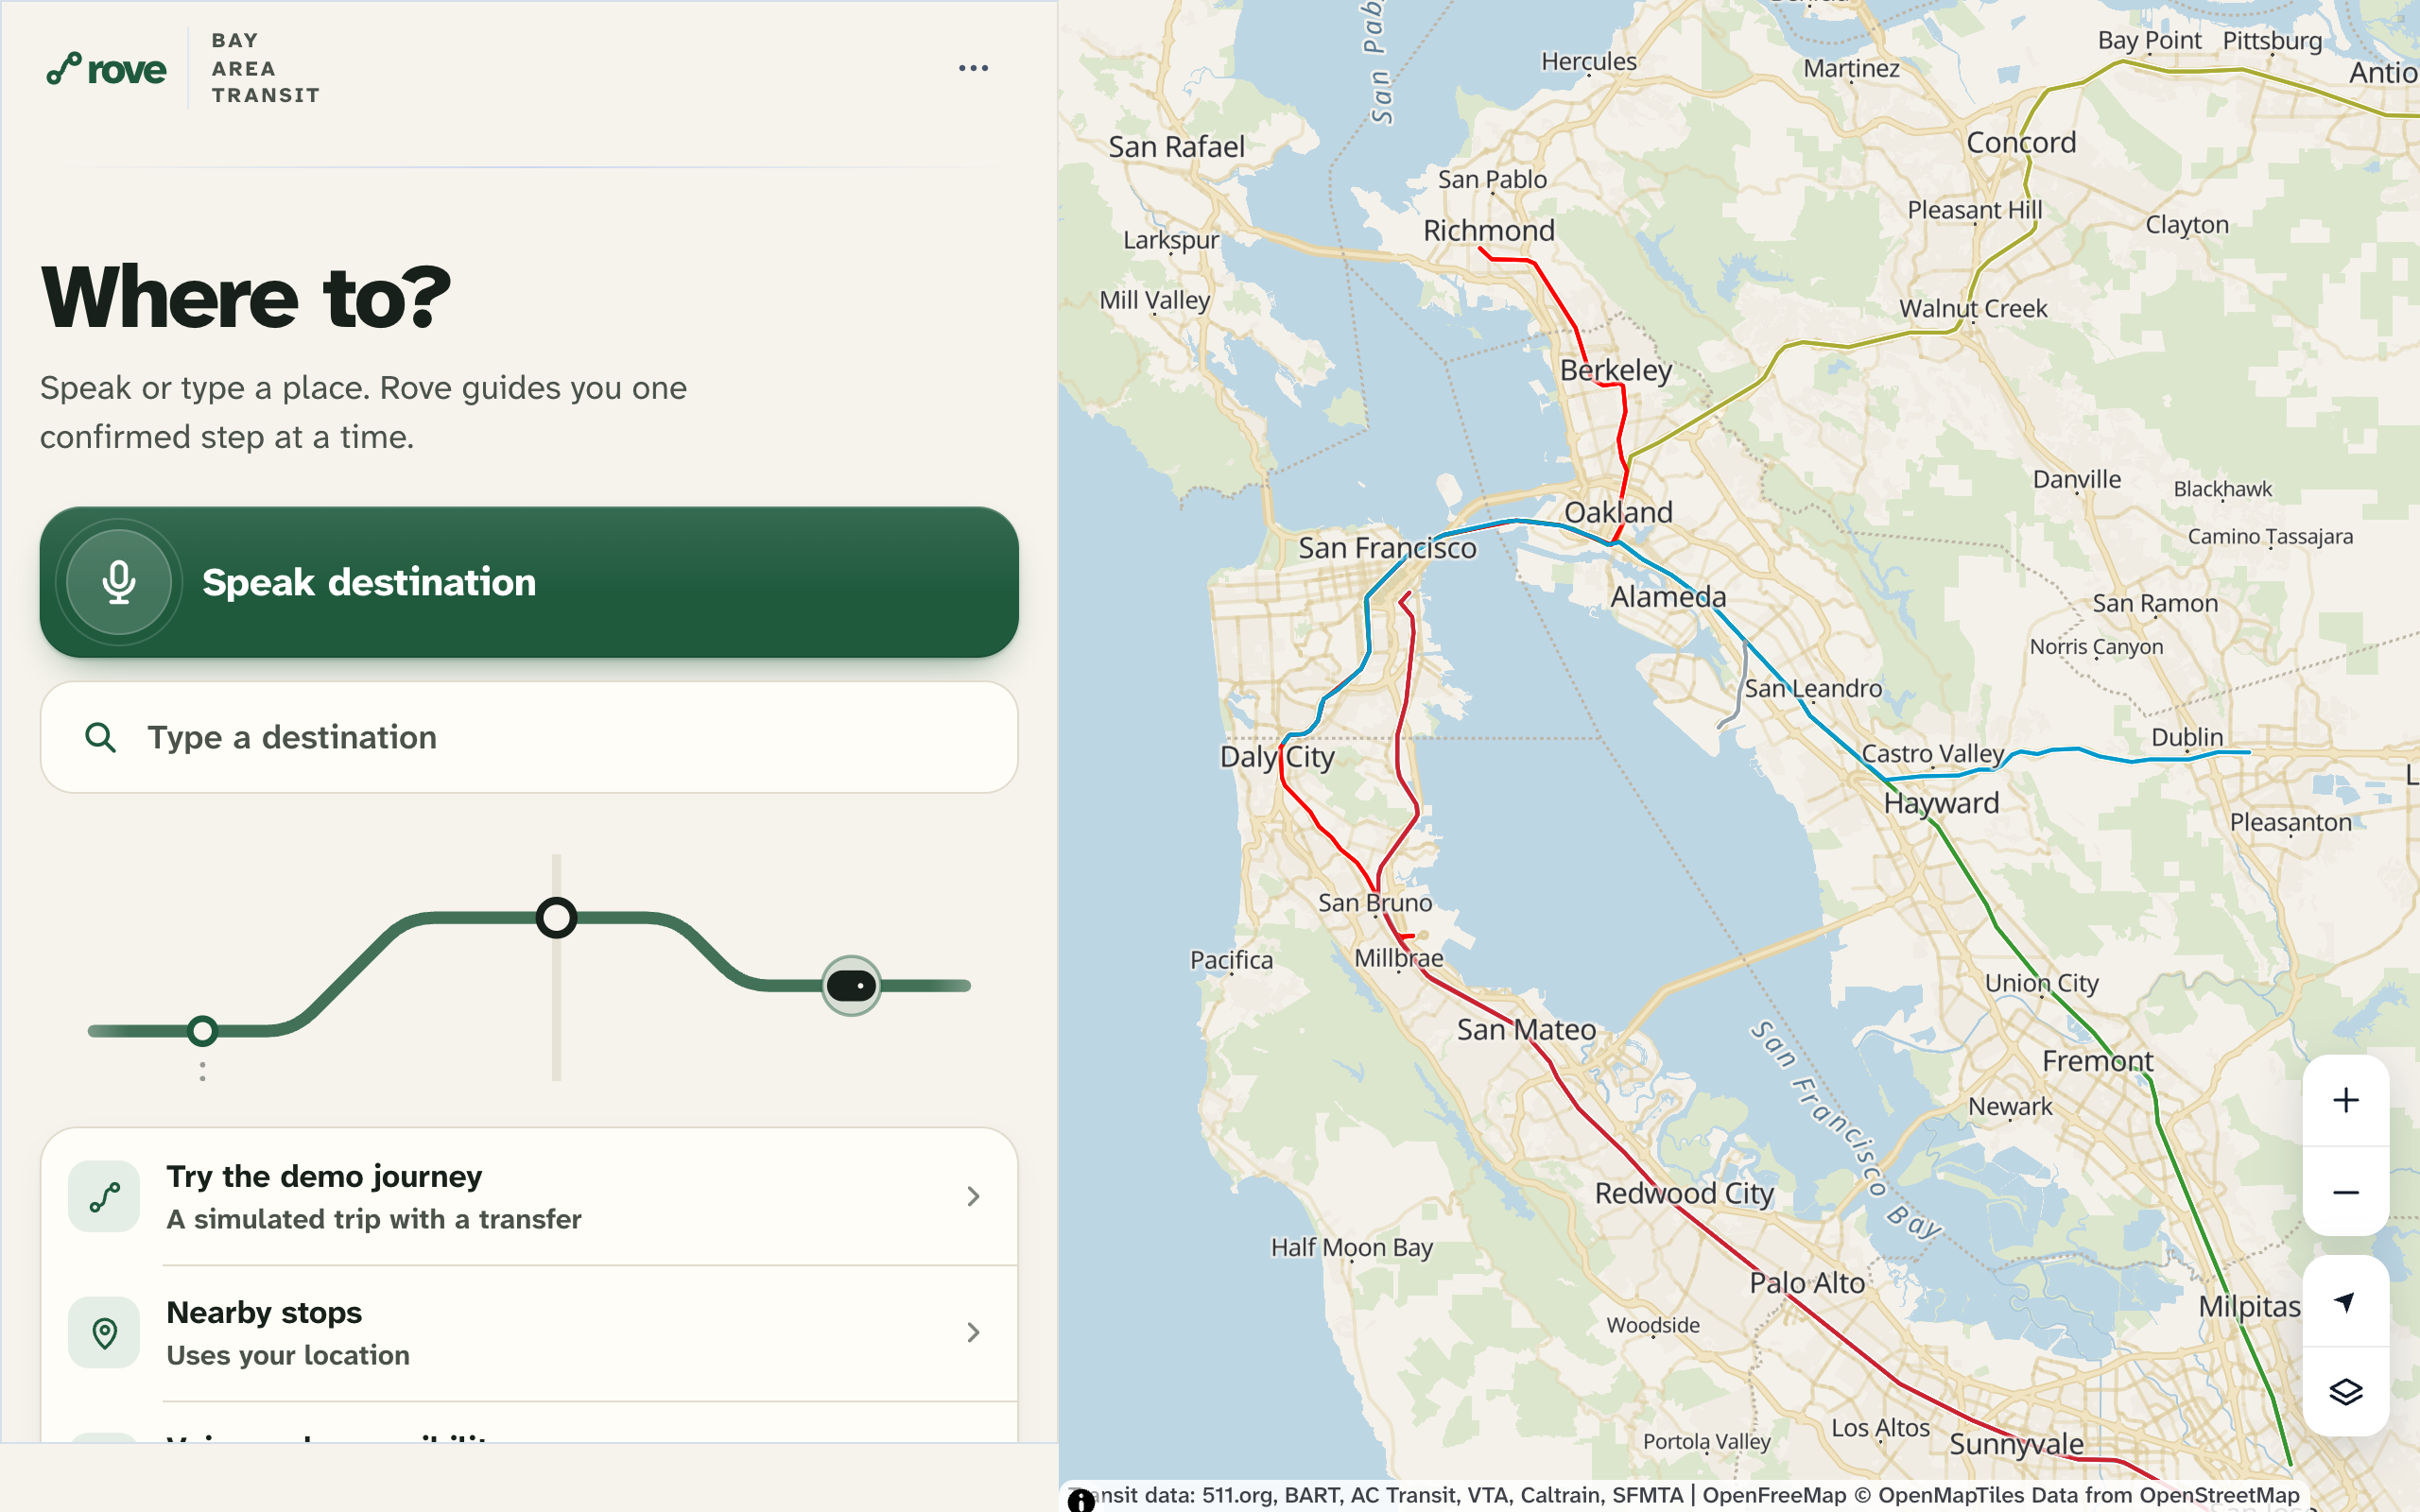 rove
BAY
AREA
TRANSIT
Where to?
Speak or type a place. Rove guides you one
confirmed step at a time.
Speak destination
Type a destination
Try the demo journey
A simulated trip with a transfer
Nearby stops
Uses your location
San Pab
Hercules
Martinez
Bay Point
Pittsburg
Antio
San Rafael
Concord
San Pablo
Richmond
Pleasant Hill
Clayton
Larkspur
Mill Valley
Walnut Creek
Berkeley
Danville
Blackhawk
Oakland
Camino Tassajara
San Francisco
Alameda
San Ramon
Norris Canyon
San Leandro
Daly City
Castro Valley
Dublin
L
Hayward
Pleasanton
San Bruno
Pacifica
Millbrae
Union City
San Mateo
San Francisco Bay
Fremont
Newark
Redwood City
Half Moon Bay
Palo Alto
Milpitas
Woodside
Los Altos
Portola Valley
Sunnyvale
Transit data: 511.org, BART, AC Transit, VTA, Caltrain, SFMTA | OpenFreeMap © OpenMapTiles Data from OpenStreetMap